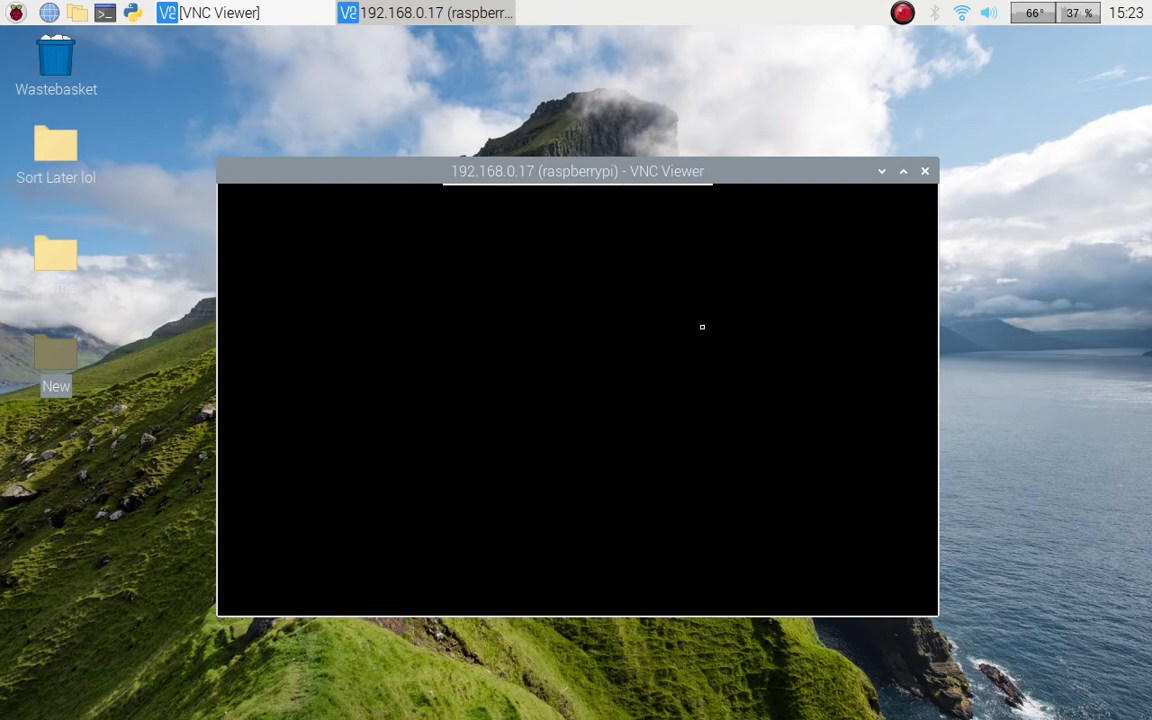 [VNC Viewer]
192.168.0.17 (raspberr...
66°
37 %
15:23
Wastebasket
Sort Later lol
New
192.168.0.17 (raspberrypi) - VNC Viewer